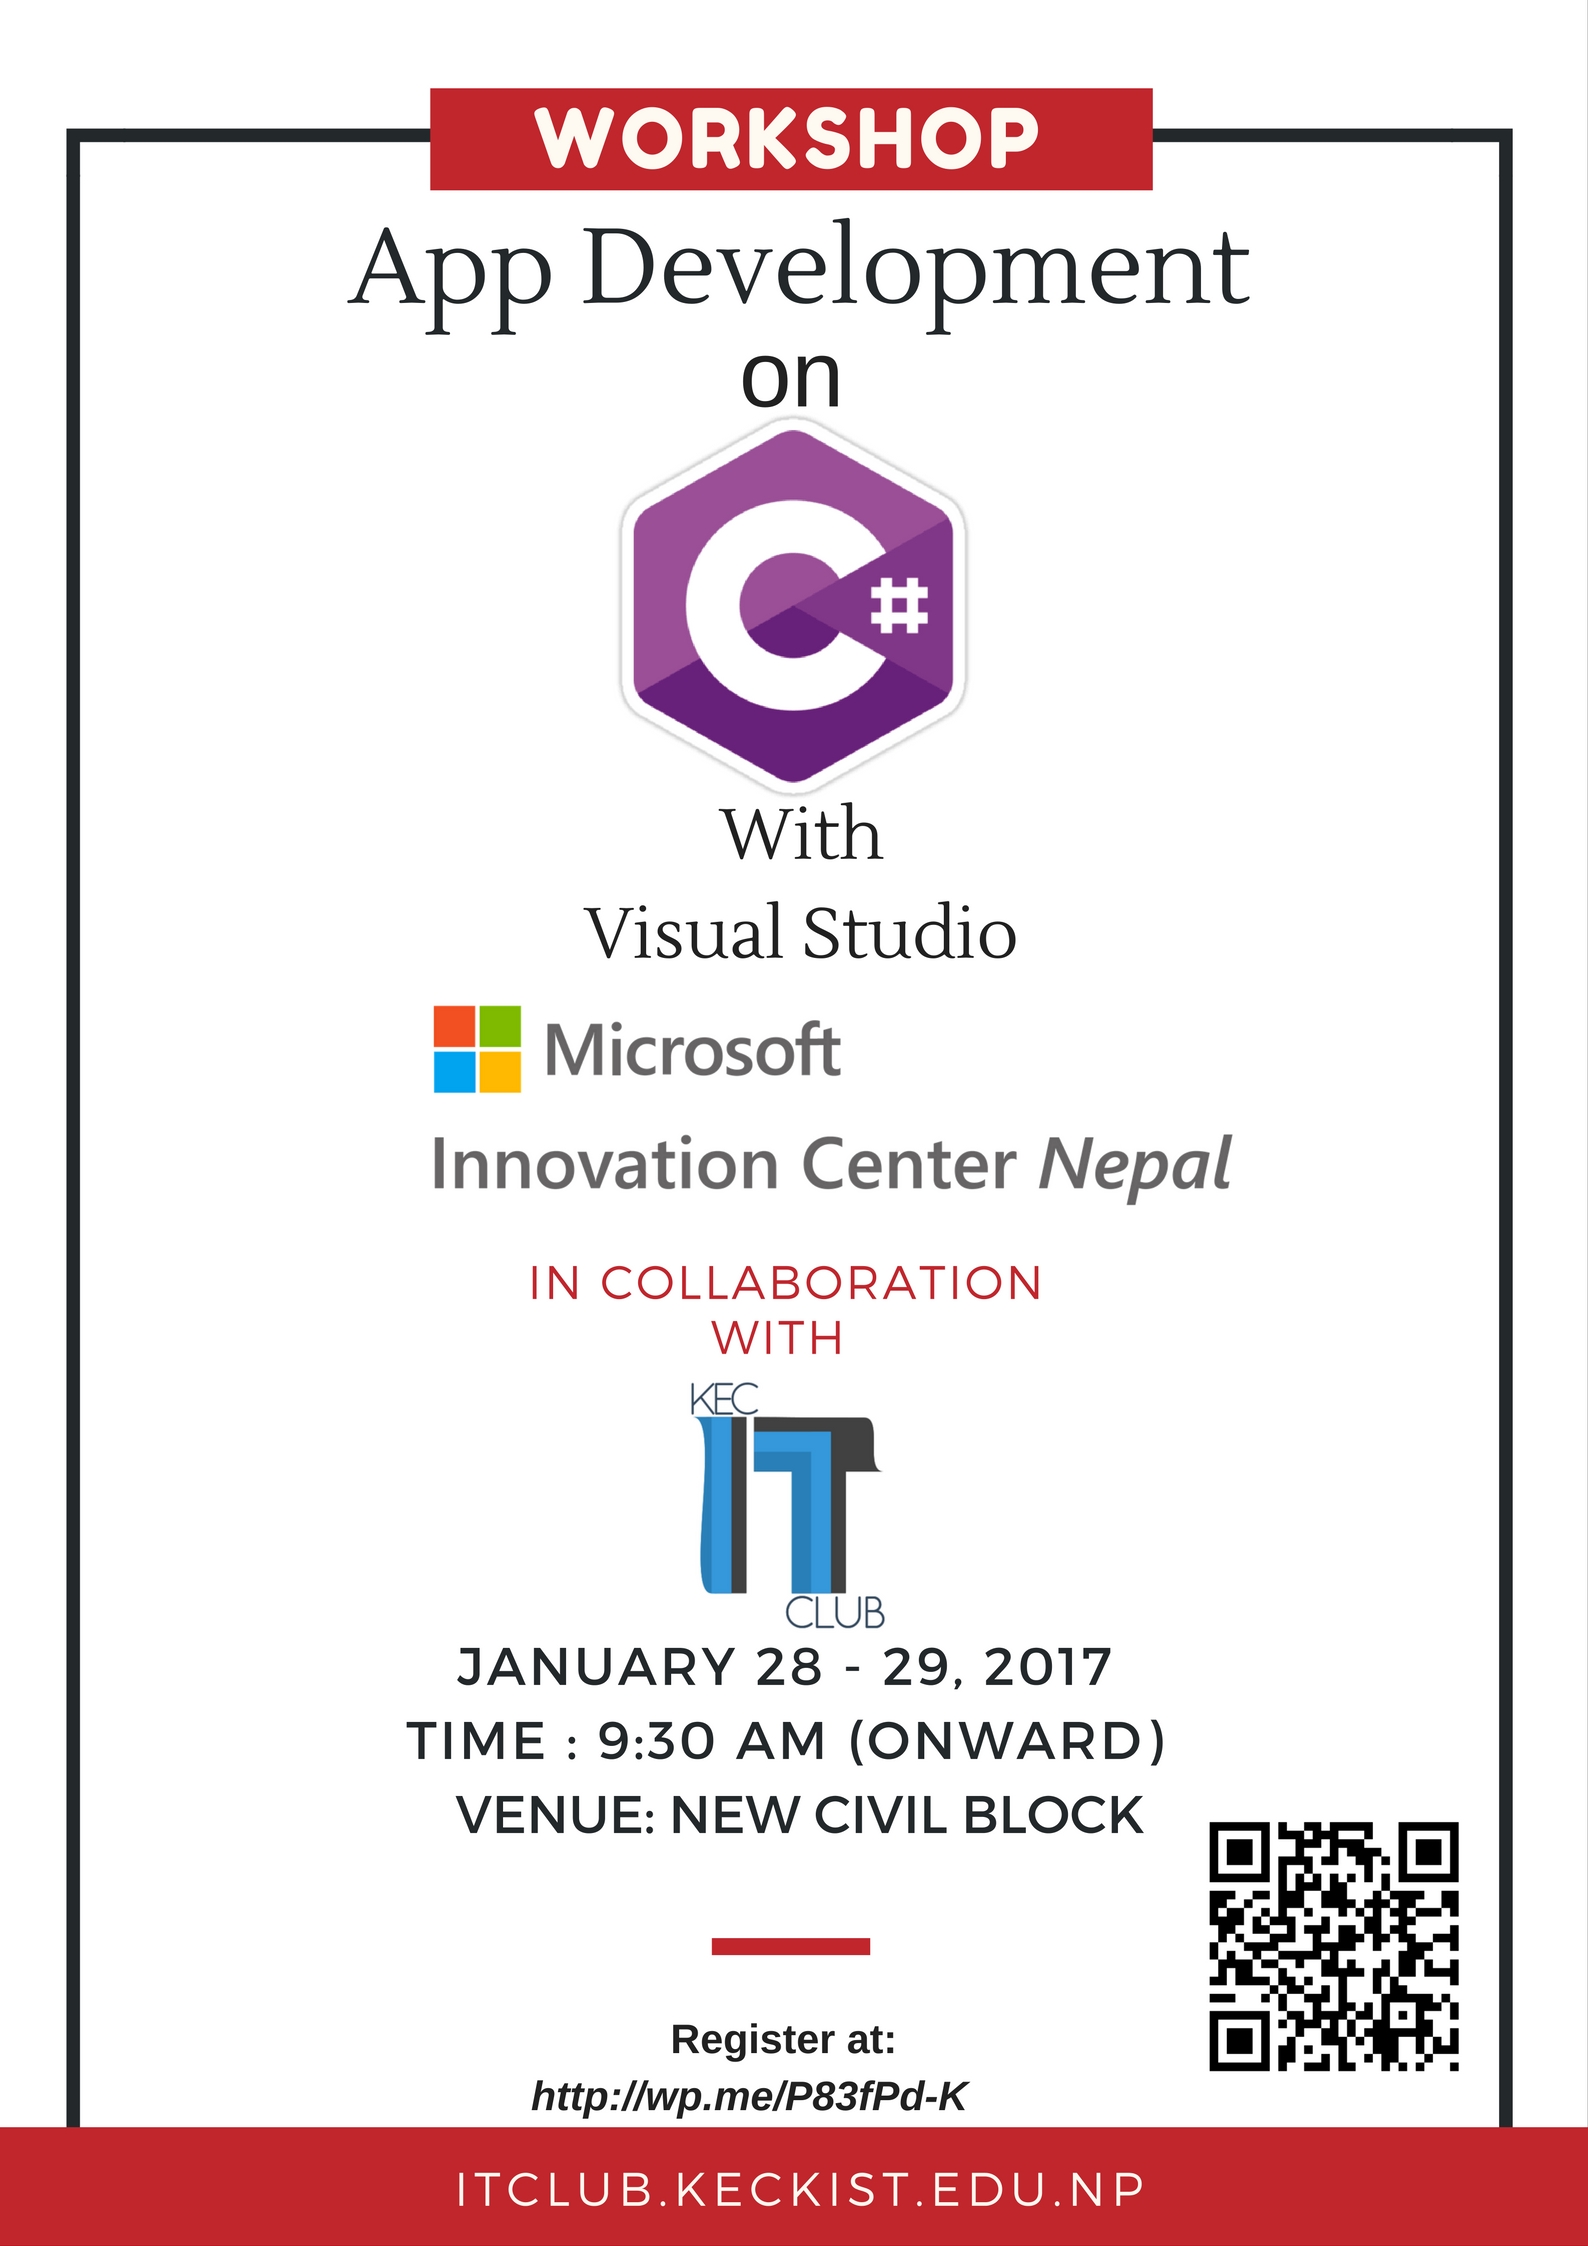 WORKSHOP
App Development
on
C#
With
Visual Studio
Microsoft
Innovation Center Nepal
IN COLLABORATION
WITH
KEC
IT
CLUB
JANUARY 28 - 29, 2017
TIME : 9:30 AM (ONWARD)
VENUE: NEW CIVIL BLOCK
Register at:
http://wp.me/P83fPd-K
ITCLUB.KECKIST.EDU.NP